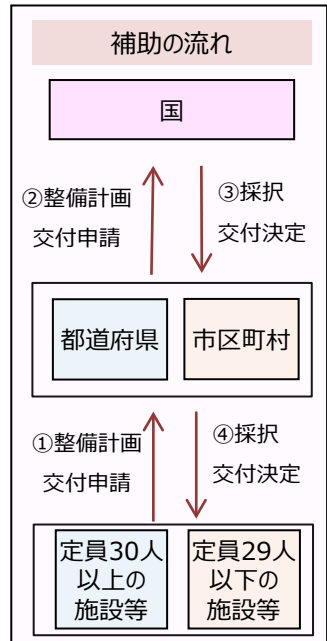 補助の流れ
国
②整備計画
交付申請
③採択
交付決定
都道府県
市区町村
①整備計画
交付申請
④採択
交付決定
定員30人
以上の
施設等
定員29人
以下の
施設等